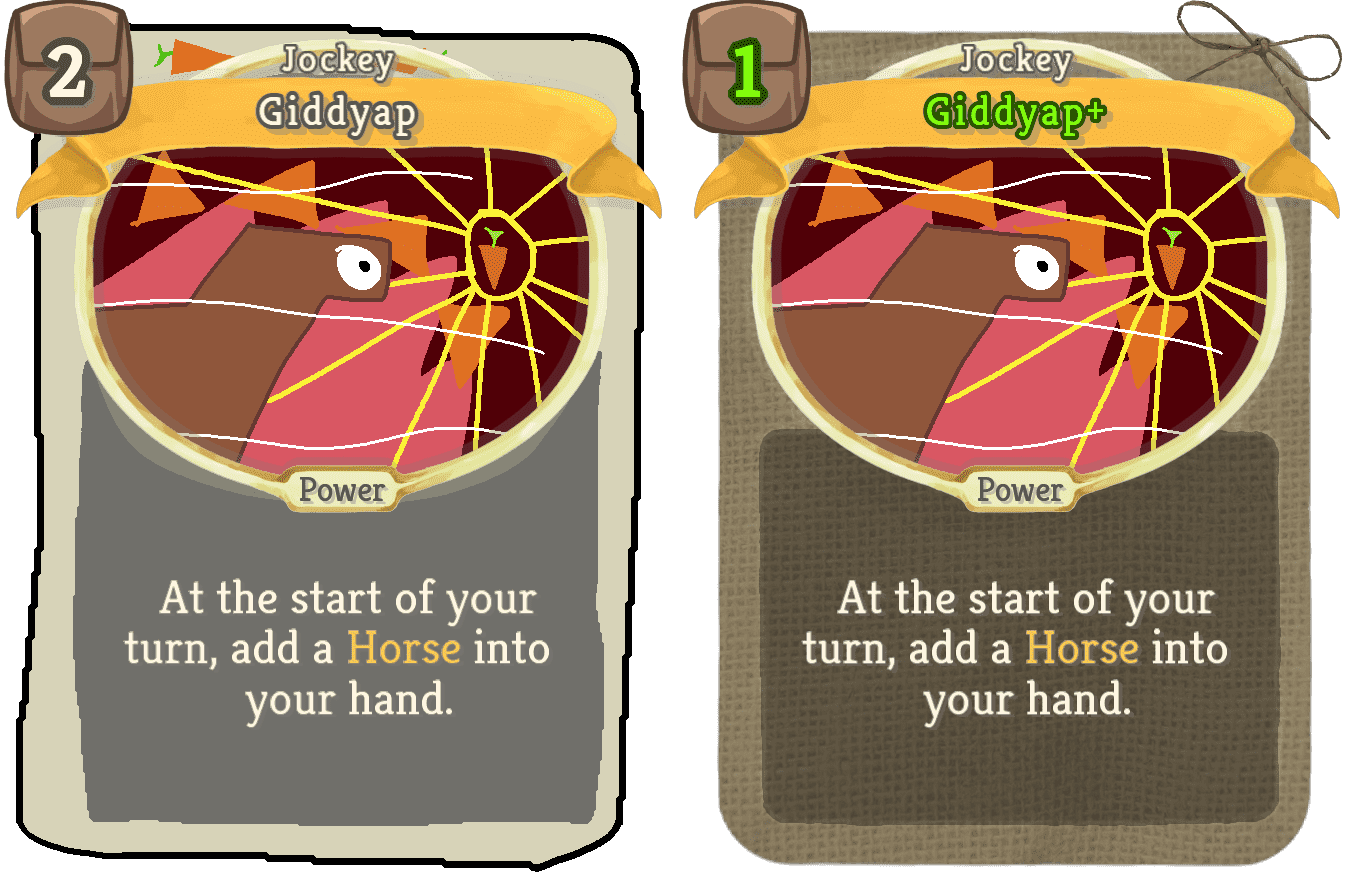 2
Jockey
Giddyap
Power
At the start of your
turn, add a Horse into
your hand.
1
Jockey
Giddyap+
Power
At the start of your
turn, add a Horse into
your hand.